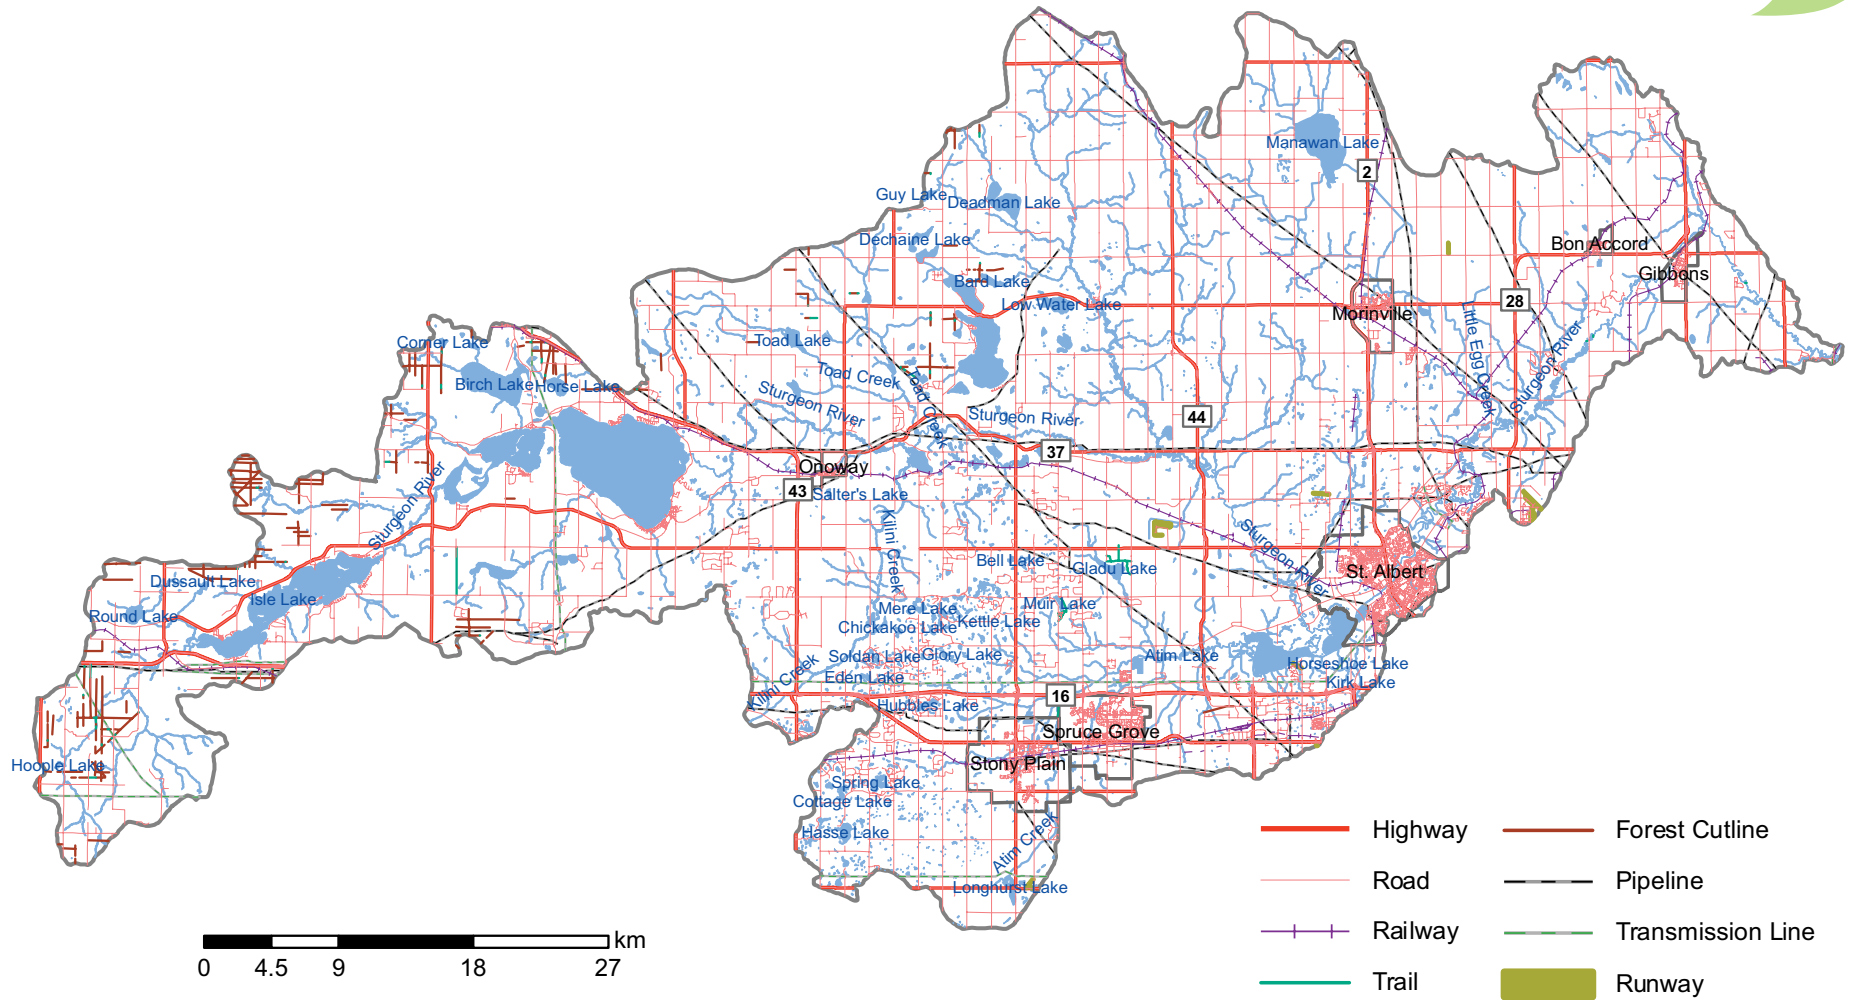 Manawan Lake
2
Guy Lake
Deadman Lake
Dechaine Lake
Bon Accord
Gibbons
Bard Lake
Low Water Lake
28
Morinville
Little Egg Creek
Sturgeon River
Corner Lake
Toad Lake
Toad Creek
Toad Creek
Birch Lake
Horse Lake
Sturgeon River
Sturgeon River
44
37
Onoway
43
Salter's Lake
Sturgeon River
Kilini Creek
Sturgeon River
Bell Lake
Gladu Lake
St. Albert
Dussault Lake
Isle Lake
Round Lake
Mere Lake
Muir Lake
Chickakoo Lake
Kettle Lake
Soldan Lake
Glory Lake
Atim Lake
Horseshoe Lake
Eden Lake
Kirk Lake
Kilini Creek
16
Hubbles Lake
Spruce Grove
Stony Plain
Hoople Lake
Spring Lake
Cottage Lake
Hasse Lake
Atim Creek
Longhurst Lake
Highway
Forest Cutline
Road
Pipeline
Railway
Transmission Line
Trail
Runway
km
0 4.5 9 18 27